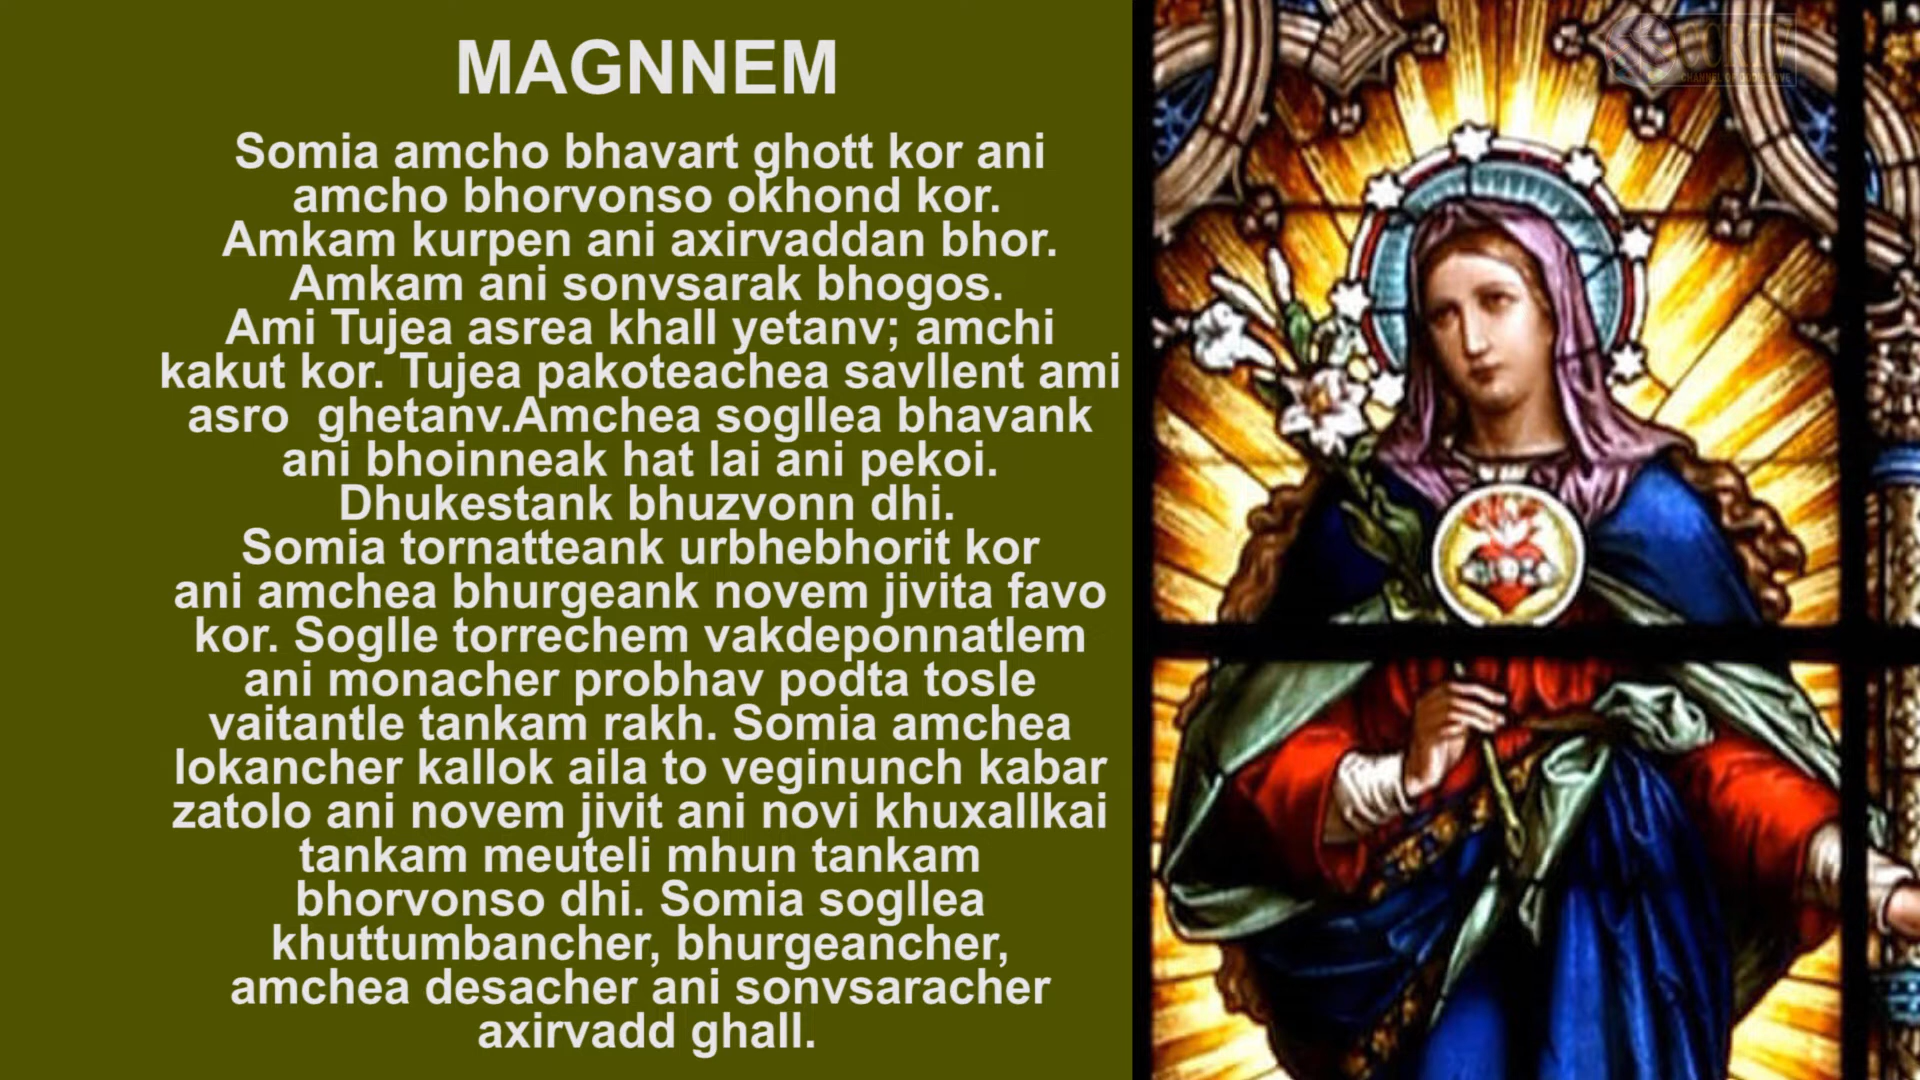 MAGNNEM
Somia amcho bhavart ghott kor ani
amcho bhorvonso okhond kor.
Amkam kurpen ani axirvaddan bhor.
Amkam ani sonvsarak bhogos.
Ami Tujea asrea khall yetanv; amchi
kakut kor. Tujea pakoteachea savllent ami
asro  ghetanv.Amchea sogllea bhavank
ani bhoinneak hat lai ani pekoi.
Dhukestank bhuzvonn dhi.
Somia tornatteank urbhebhorit kor
ani amchea bhurgeank novem jivita favo
kor. Soglle torrechem vakdeponnatlem
ani monacher probhav podta tosle
vaitantle tankam rakh. Somia amchea
lokancher kallok aila to veginunch kabar
zatolo ani novem jivit ani novi khuxallkai
tankam meuteli mhun tankam
bhorvonso dhi. Somia sogllea
khuttumbancher, bhurgeancher,
amchea desacher ani sonvsaracher
axirvadd ghall.
CCRTV
CHANNEL OF GOD'S LOVE